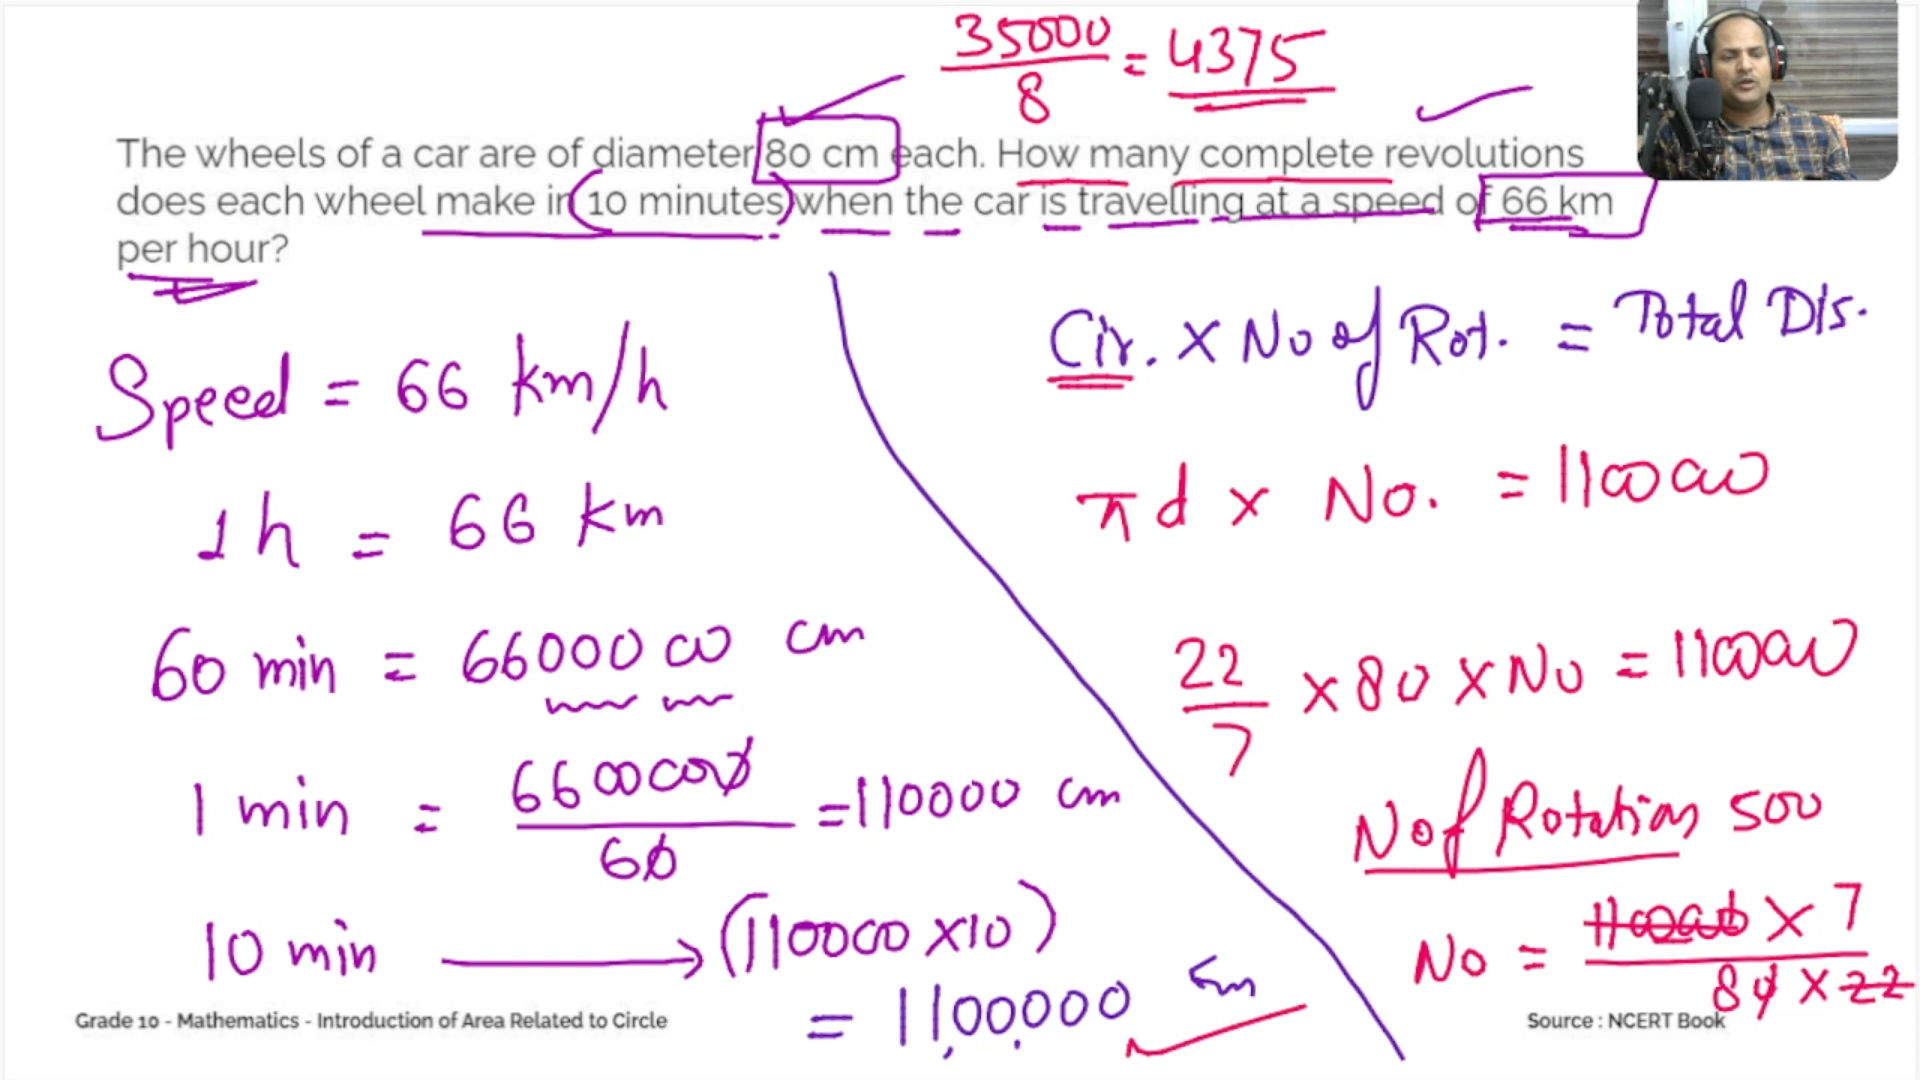 35000
8
= 4375
The wheels of a car are of diameter 80 cm each. How many complete revolutions
does each wheel make in 10 minutes when the car is travelling at a speed of 66 km
per hour?
Speed = 66 km/h
1 h = 66 km
60 min = 6600000 cm
1 min = 6600000
60
= 110000 cm
10 min → (110000 × 10)
= 11,00,000 cm
Cir. × No of Rot. = Total Dis.
π d × No. = 1100000
22
7
× 80 × No = 1100000
No of Rotation 500
No = 1100000 × 7
80 × 22
Grade 10 - Mathematics - Introduction of Area Related to Circle
Source : NCERT Book